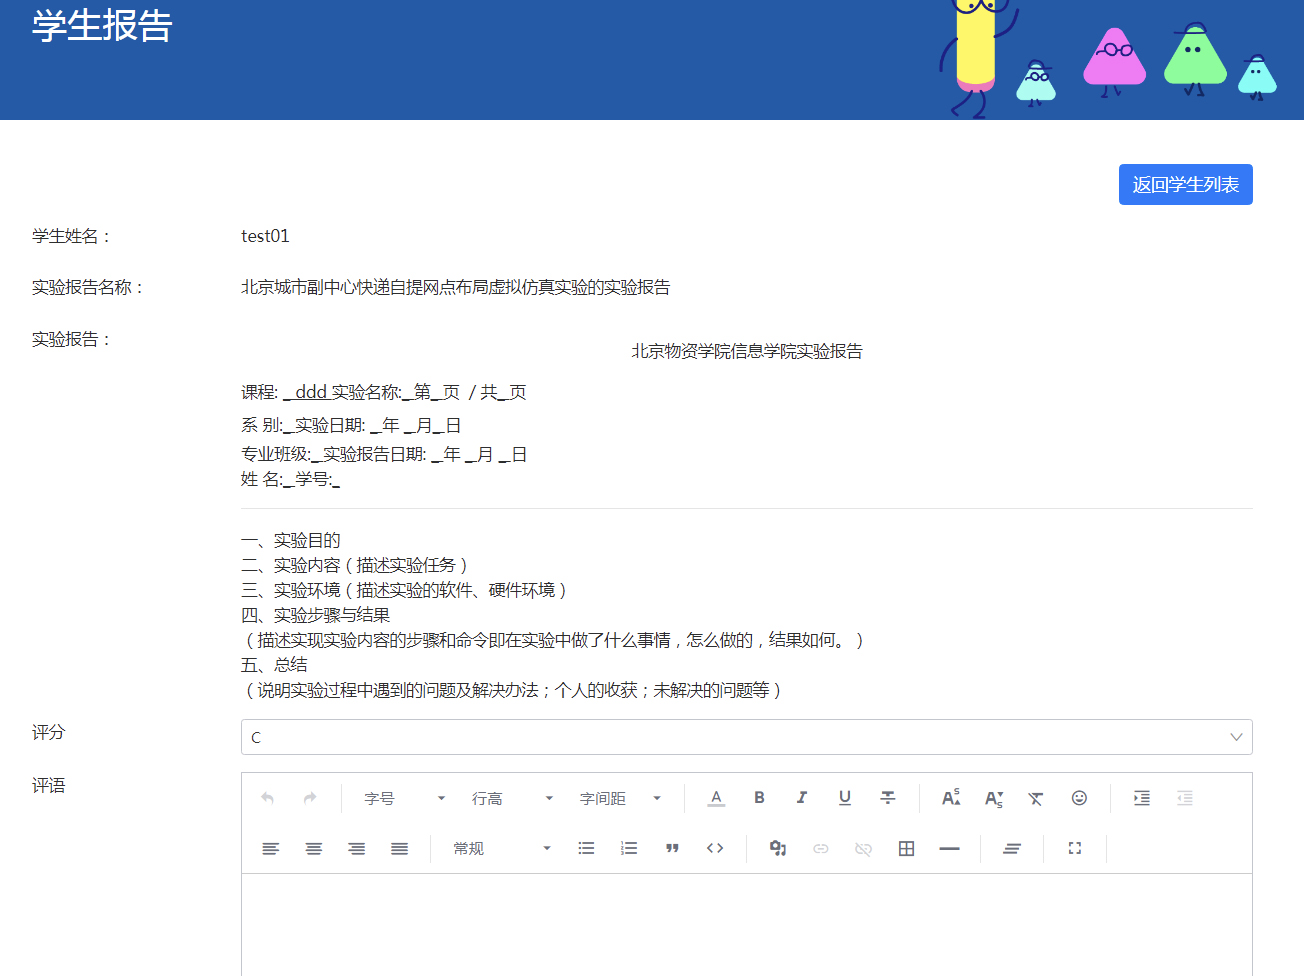 学生报告
返回学生列表
学生姓名： test01
实验报告名称： 北京城市副中心快递自提网点布局虚拟仿真实验的实验报告
实验报告：
北京物资学院信息学院实验报告
课程: _ ddd 实验名称:_ 第_ 页 / 共_ 页
系 别:_ 实验日期: _ 年 _ 月_ 日
专业班级:_ 实验报告日期: _ 年 _ 月 _ 日
姓 名:_ 学号:_
一、实验目的
二、实验内容（描述实验任务）
三、实验环境（描述实验的软件、硬件环境）
四、实验步骤与结果
（描述实现实验内容的步骤和命令即在实验中做了什么事情，怎么做的，结果如何。）
五、总结
（说明实验过程中遇到的问题及解决办法；个人的收获；未解决的问题等）
评分 C
评语
字号 行高 字间距 A B I U A S A S
常规